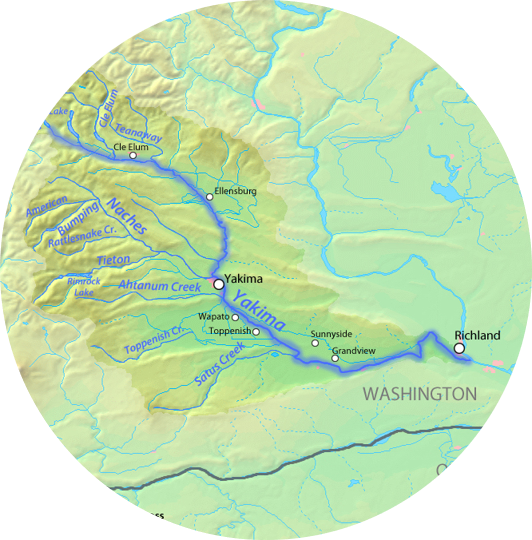 Lake
Cle Elum
Teanaway
Cle Elum
Ellensburg
American
Bumping
Naches
Rattlesnake Cr.
Tieton
Rimrock
Lake
Ahtanum Creek
Yakima
Yakima
Wapato
Toppenish
Toppenish Cr.
Satus Creek
Sunnyside
Grandview
Richland
WASHINGTON